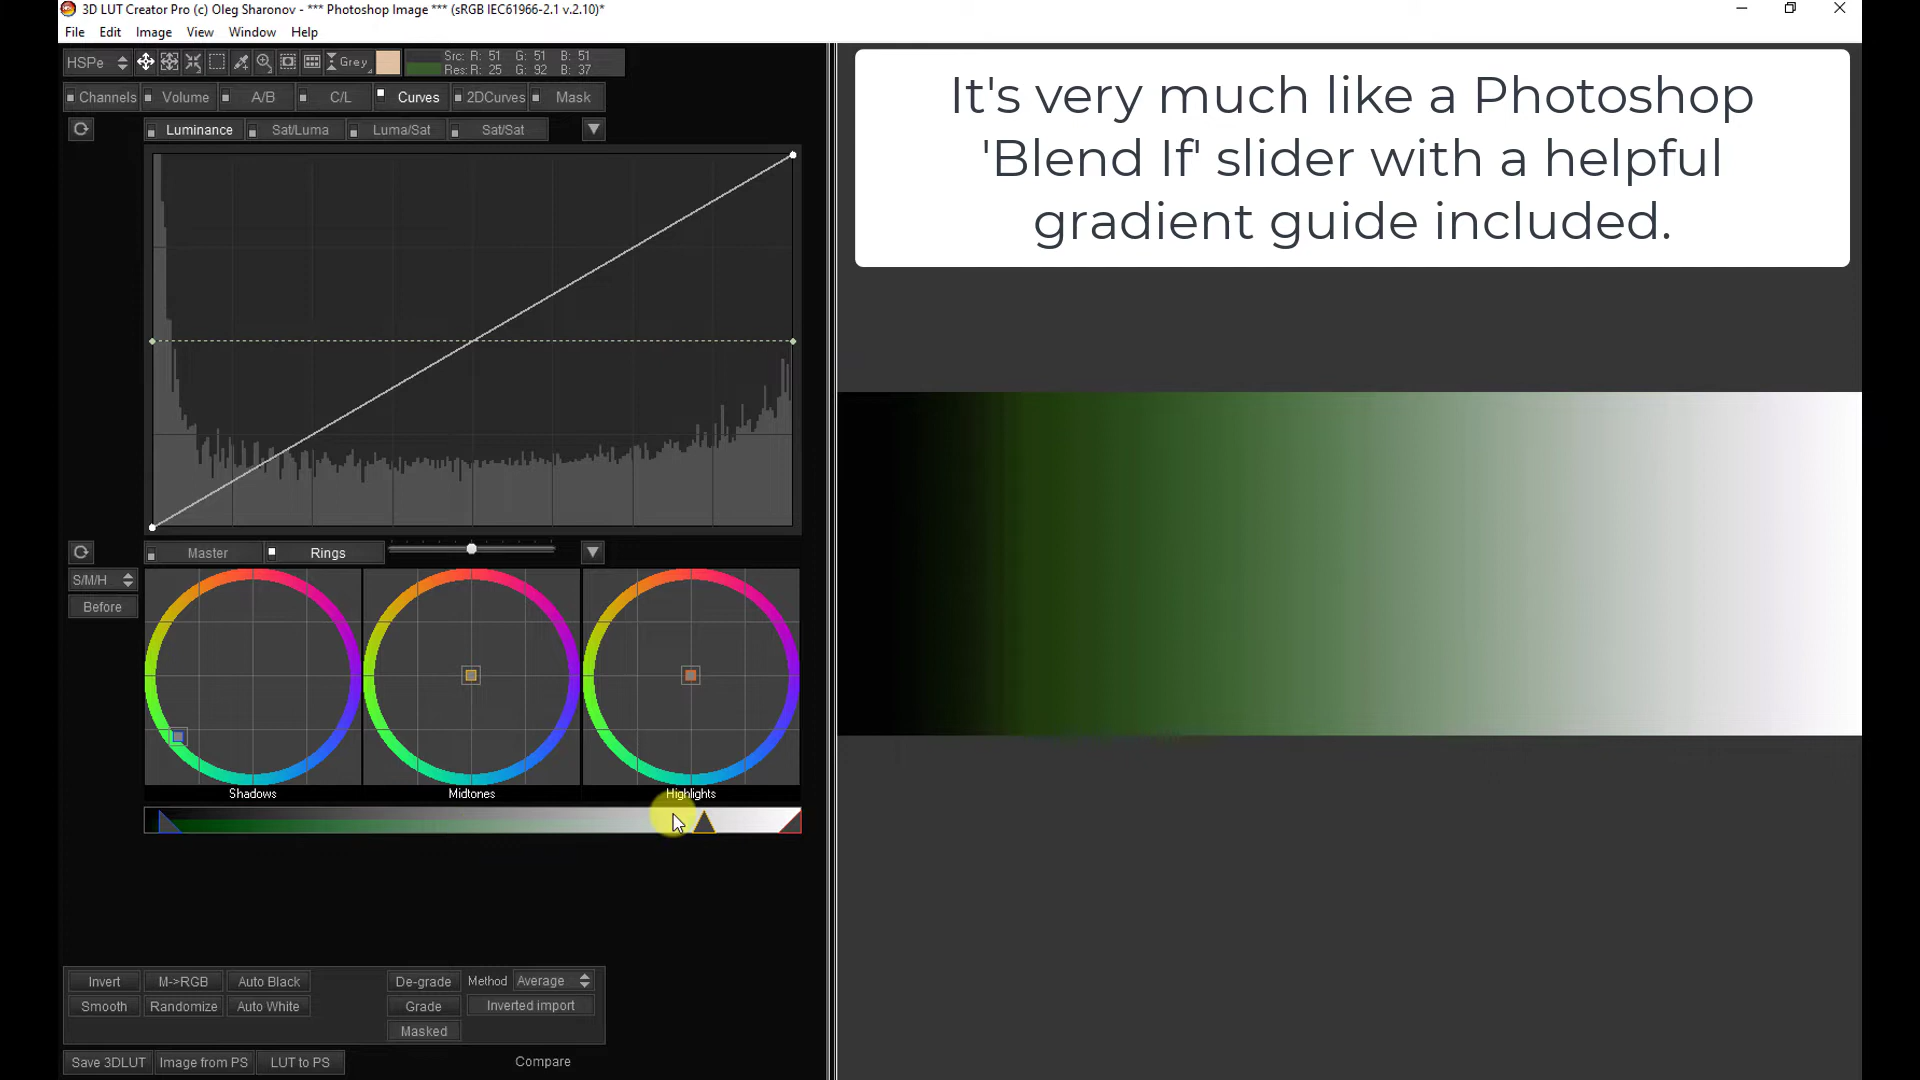 3D LUT Creator Pro (c) Oleg Sharonov - *** Photoshop Image *** (sRGB IEC61966-2.1 v.2.10)*
File Edit Image View Window Help
HSPe Grey Src: R: 51 G: 51 B: 51
Res: R: 25 G: 92 B: 37
Channels Volume A/B C/L Curves 2DCurves Mask
Luminance Sat/Luma Luma/Sat Sat/Sat
It's very much like a Photoshop
'Blend If' slider with a helpful
gradient guide included.
Master Rings
S/M/H
Before
Shadows Midtones Highlights
Invert M->RGB Auto Black De-grade Method Average
Smooth Randomize Auto White Grade Inverted import
Masked
Save 3DLUT Image from PS LUT to PS Compare